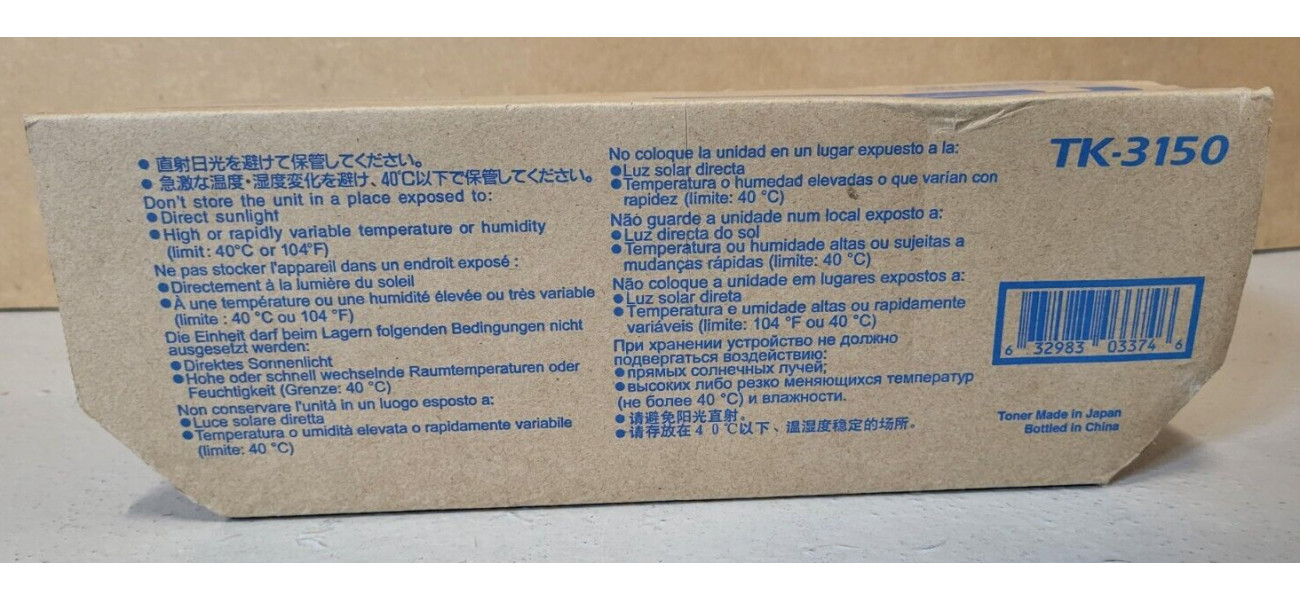 ● 直射日光を避けて保管してください。
● 急激な温度・湿度変化を避け、40℃以下で保管してください。
Don't store the unit in a place exposed to:
● Direct sunlight
● High or rapidly variable temperature or humidity
(limit: 40°C or 104°F)
Ne pas stocker l'appareil dans un endroit exposé :
● Directement à la lumière du soleil
● À une température ou une humidité élevée ou très variable
(limite : 40 °C ou 104 °F)
Die Einheit darf beim Lagern folgenden Bedingungen nicht
ausgesetzt werden:
● Direktes Sonnenlicht
● Hohe oder schnell wechselnde Raumtemperaturen oder
Feuchtigkeit (Grenze: 40 °C)
Non conservare l'unità in un luogo esposto a:
● Luce solare diretta
● Temperatura o umidità elevata o rapidamente variabile
(limite: 40 °C)
No coloque la unidad en un lugar expuesto a la:
● Luz solar directa
● Temperatura o humedad elevadas o que varían con
rapidez (limite: 40 °C)
Não guarde a unidade num local exposto a:
● Luz directa do sol
● Temperatura ou humidade altas ou sujeitas a
mudanças rápidas (limite: 40 °C)
Não coloque a unidade em lugares expostos a:
● Luz solar direta
● Temperatura e umidade altas ou rapidamente
variáveis (limite: 104 °F ou 40 °C)
При хранении устройство не должно
подвергаться воздействию:
● прямых солнечных лучей;
● высоких либо резко меняющихся температур
(не более 40 °C) и влажности.
● 请避免阳光直射。
● 请存放在40℃以下、温湿度稳定的场所。
TK-3150
6 32983 03374 6
Toner Made in Japan
Bottled in China